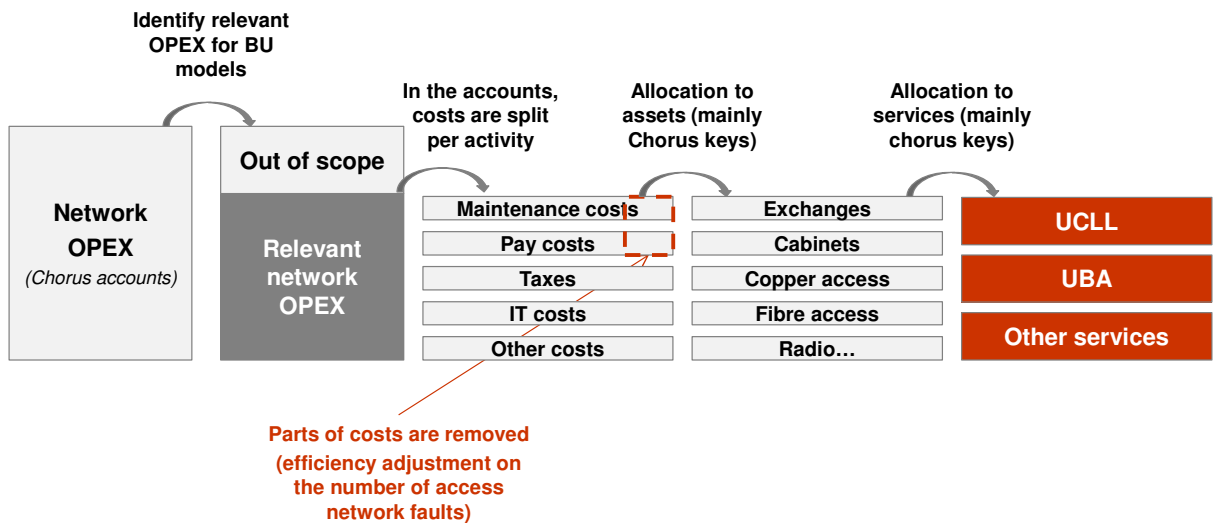 Identify relevant
OPEX for BU
models
In the accounts,
costs are split
per activity
Allocation to
assets (mainly
Chorus keys)
Allocation to
services (mainly
chorus keys)
Network
OPEX
(Chorus accounts)
Out of scope
Relevant
network
OPEX
Maintenance costs
Pay costs
Taxes
IT costs
Other costs
Exchanges
Cabinets
Copper access
Fibre access
Radio…
UCLL
UBA
Other services
Parts of costs are removed
(efficiency adjustment on
the number of access
network faults)